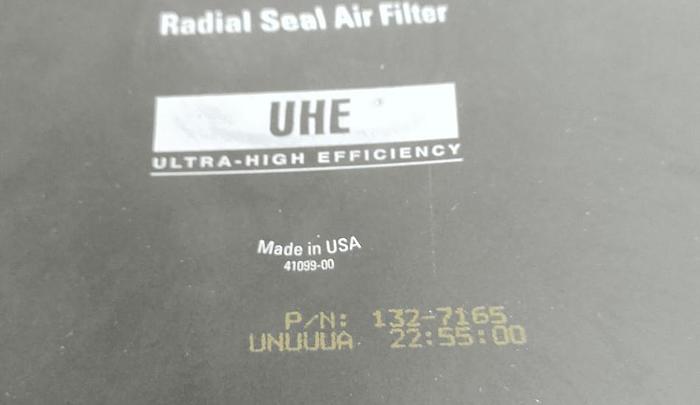 Radial Seal Air Filter
UHE
ULTRA-HIGH EFFICIENCY
Made in USA
41099-00
P/N: 132-7165
UNUUUA 22:55:00